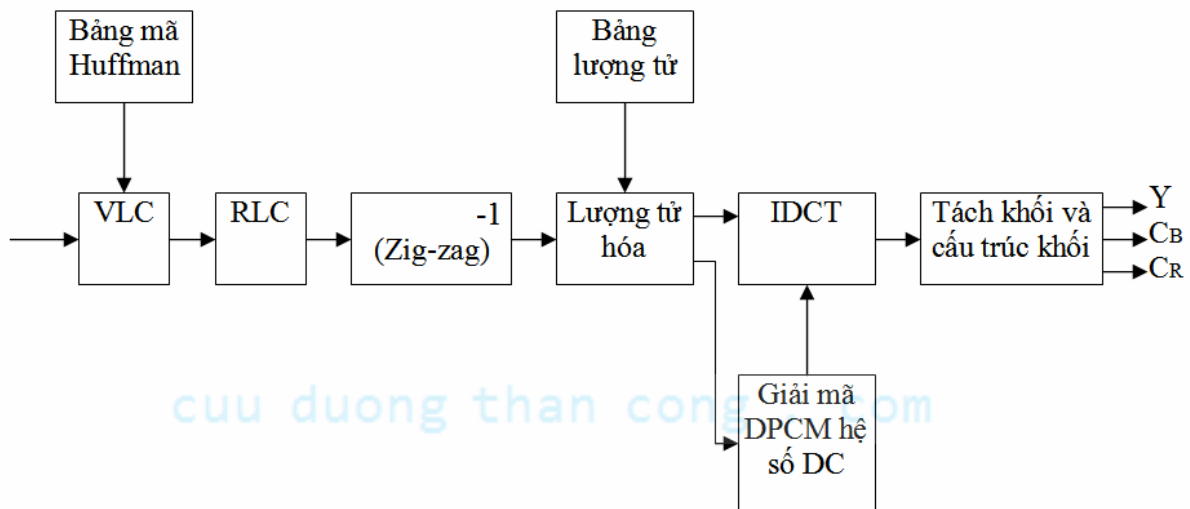 Bảng mã
Huffman
Bảng
lượng tử
VLC
RLC
-1
(Zig-zag)
Lượng tử
hóa
IDCT
Tách khối và
cấu trúc khối
Y
CB
CR
Giải mã
DPCM hệ
số DC
cuu duong than cong . com